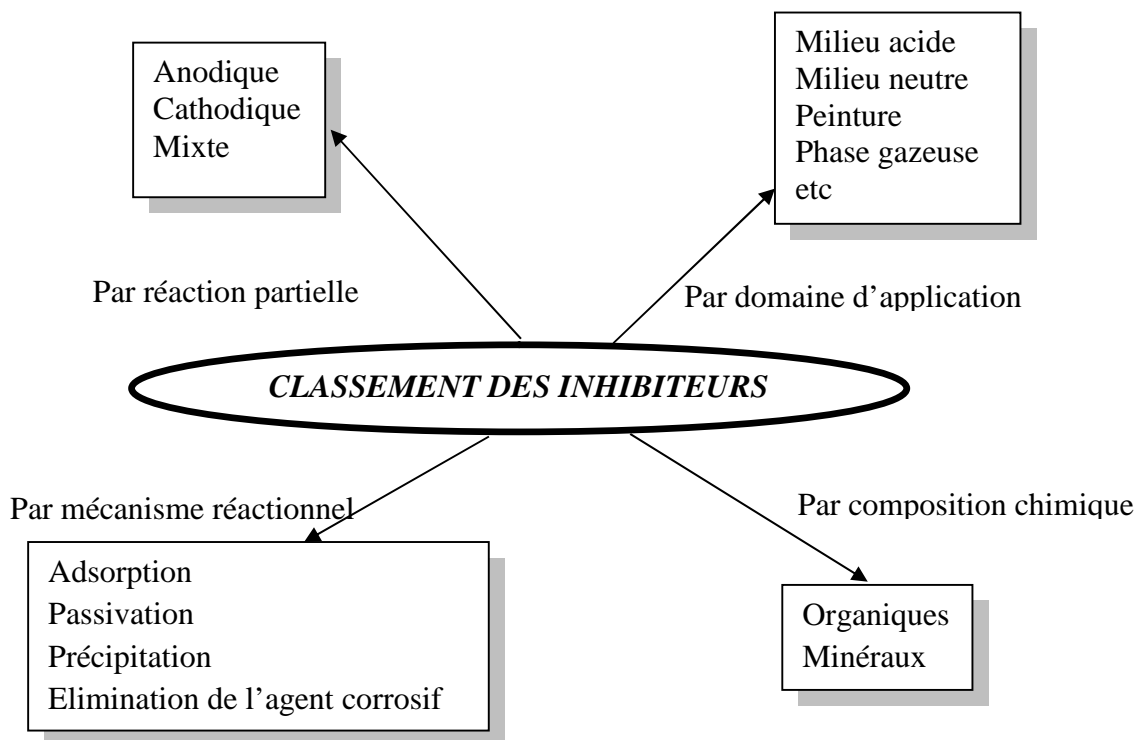 Anodique
Cathodique
Mixte
Milieu acide
Milieu neutre
Peinture
Phase gazeuse
etc
Par réaction partielle
Par domaine d’application
CLASSEMENT DES INHIBITEURS
Par mécanisme réactionnel
Par composition chimique
Adsorption
Passivation
Précipitation
Elimination de l’agent corrosif
Organiques
Minéraux